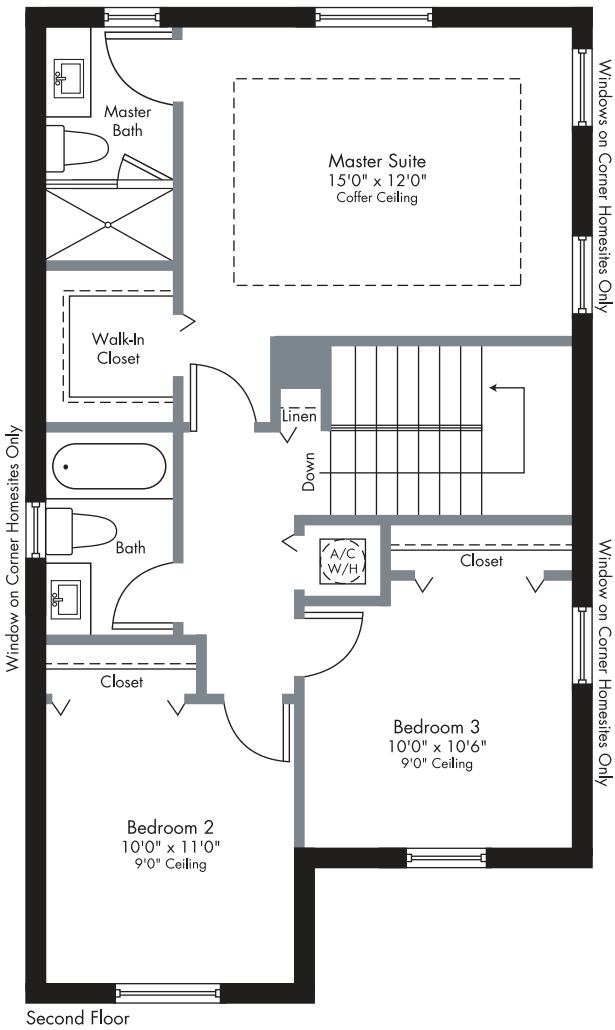 Master
Bath
Master Suite
15'0" x 12'0"
Coffer Ceiling
Windows on Corner Homesites Only
Walk-In
Closet
Linen
Down
Window on Corner Homesites Only
Bath
A/C
W/H
Closet
Window on Corner Homesites Only
Closet
Bedroom 3
10'0" x 10'6"
9'0" Ceiling
Bedroom 2
10'0" x 11'0"
9'0" Ceiling
Second Floor